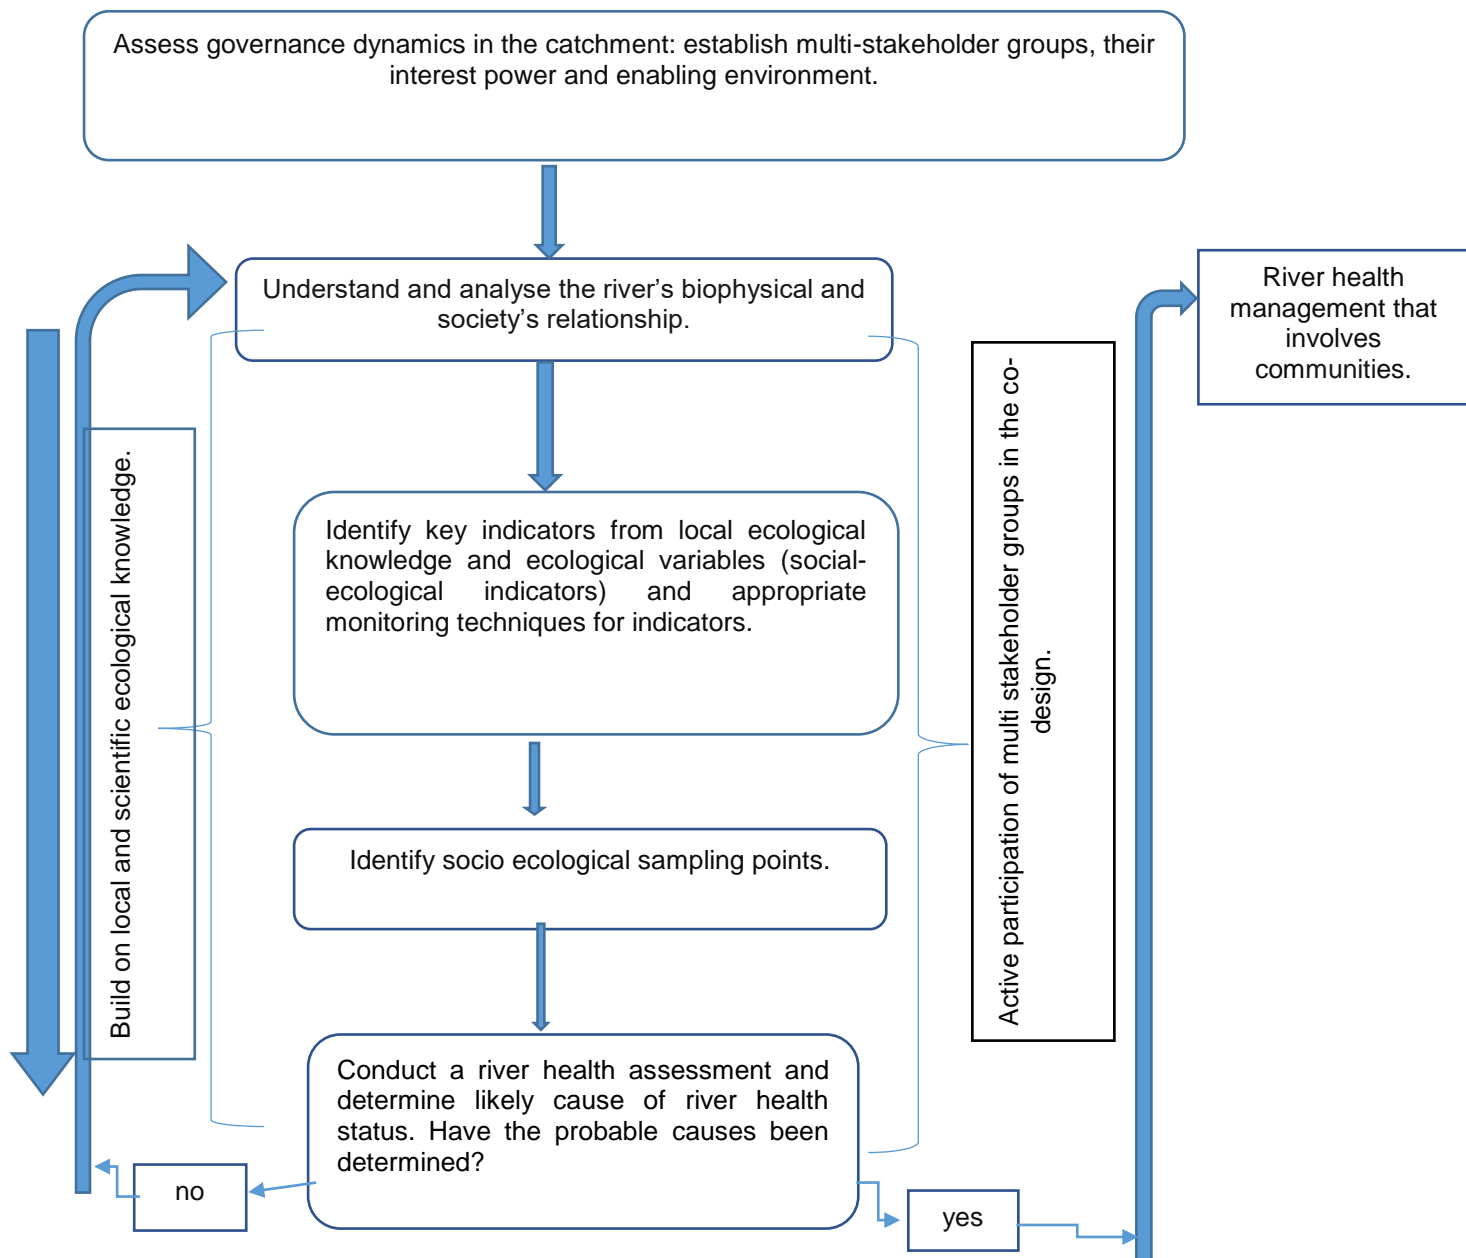 Assess governance dynamics in the catchment: establish multi-stakeholder groups, their
interest power and enabling environment.
Understand and analyse the river’s biophysical and
society’s relationship.
River health
management that
involves
communities.
Build on local and scientific ecological knowledge.
Identify key indicators from local ecological
knowledge and ecological variables (social-
ecological indicators) and appropriate
monitoring techniques for indicators.
Active participation of multi stakeholder groups in the co-
design.
Identify socio ecological sampling points.
Conduct a river health assessment and
determine likely cause of river health
status. Have the probable causes been
determined?
no
yes